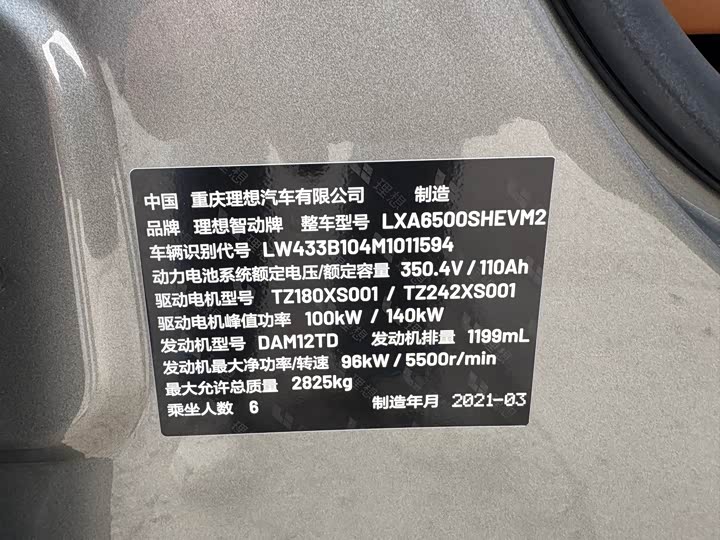 中国 重庆理想汽车有限公司 制造
品牌 理想智动牌 整车型号 LXA6500SHEVM2
车辆识别代号 LW433B104M1011594
动力电池系统额定电压/额定容量 350.4V / 110Ah
驱动电机型号 TZ180XS001 / TZ242XS001
驱动电机峰值功率 100kW / 140kW
发动机型号 DAM12TD 发动机排量 1199mL
发动机最大净功率/转速 96kW / 5500r/min
最大允许总质量 2825kg
乘坐人数 6 制造年月 2021-03